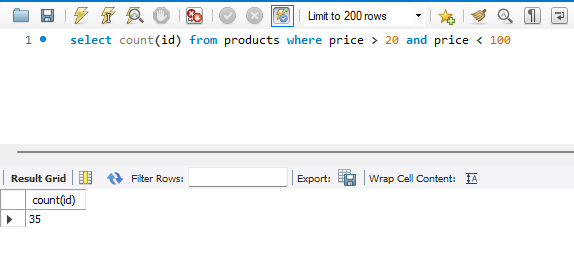 Limit to 200 rows
1 select count(id) from products where price > 20 and price < 100
Result Grid Filter Rows: Export: Wrap Cell Content: IA
count(id)
35